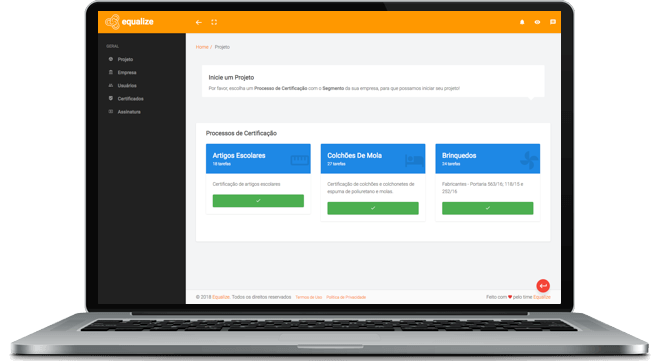 equalize
GERAL
Projeto
Empresa
Usuários
Certificados
Assinatura
Home / Projeto
Inicie um Projeto
Por favor, escolha um Processo de Certificação com o Segmento da sua empresa, para que possamos iniciar seu projeto!
Processos de Certificação
Artigos Escolares
18 tarefas
Certificação de artigos escolares.
Colchões De Mola
27 tarefas
Certificação de colchões e colchonetes de
espuma de poliuretano e molas.
Brinquedos
24 tarefas
Fabricantes - Portaria 563/16; 118/15 e
252/16
© 2018 Equalize. Todos os direitos reservados Termos de Uso Política de Privacidade
Feito com ❤ pelo time Equalize